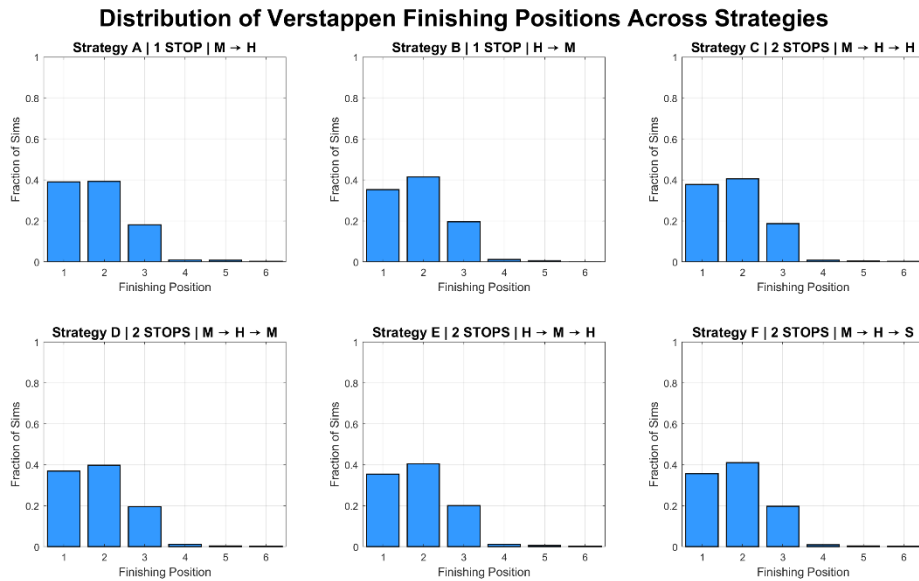 Distribution of Verstappen Finishing Positions Across Strategies
Strategy A | 1 STOP | M → H
1
0.8
0.6
0.4
0.2
0
Fraction of Sims
1 2 3 4 5 6
Finishing Position
Strategy B | 1 STOP | H → M
1
0.8
0.6
0.4
0.2
0
Fraction of Sims
1 2 3 4 5 6
Finishing Position
Strategy C | 2 STOPS | M → H → H
1
0.8
0.6
0.4
0.2
0
Fraction of Sims
1 2 3 4 5 6
Finishing Position
Strategy D | 2 STOPS | M → H → M
1
0.8
0.6
0.4
0.2
0
Fraction of Sims
1 2 3 4 5 6
Finishing Position
Strategy E | 2 STOPS | H → M → H
1
0.8
0.6
0.4
0.2
0
Fraction of Sims
1 2 3 4 5 6
Finishing Position
Strategy F | 2 STOPS | M → H → S
1
0.8
0.6
0.4
0.2
0
Fraction of Sims
1 2 3 4 5 6
Finishing Position